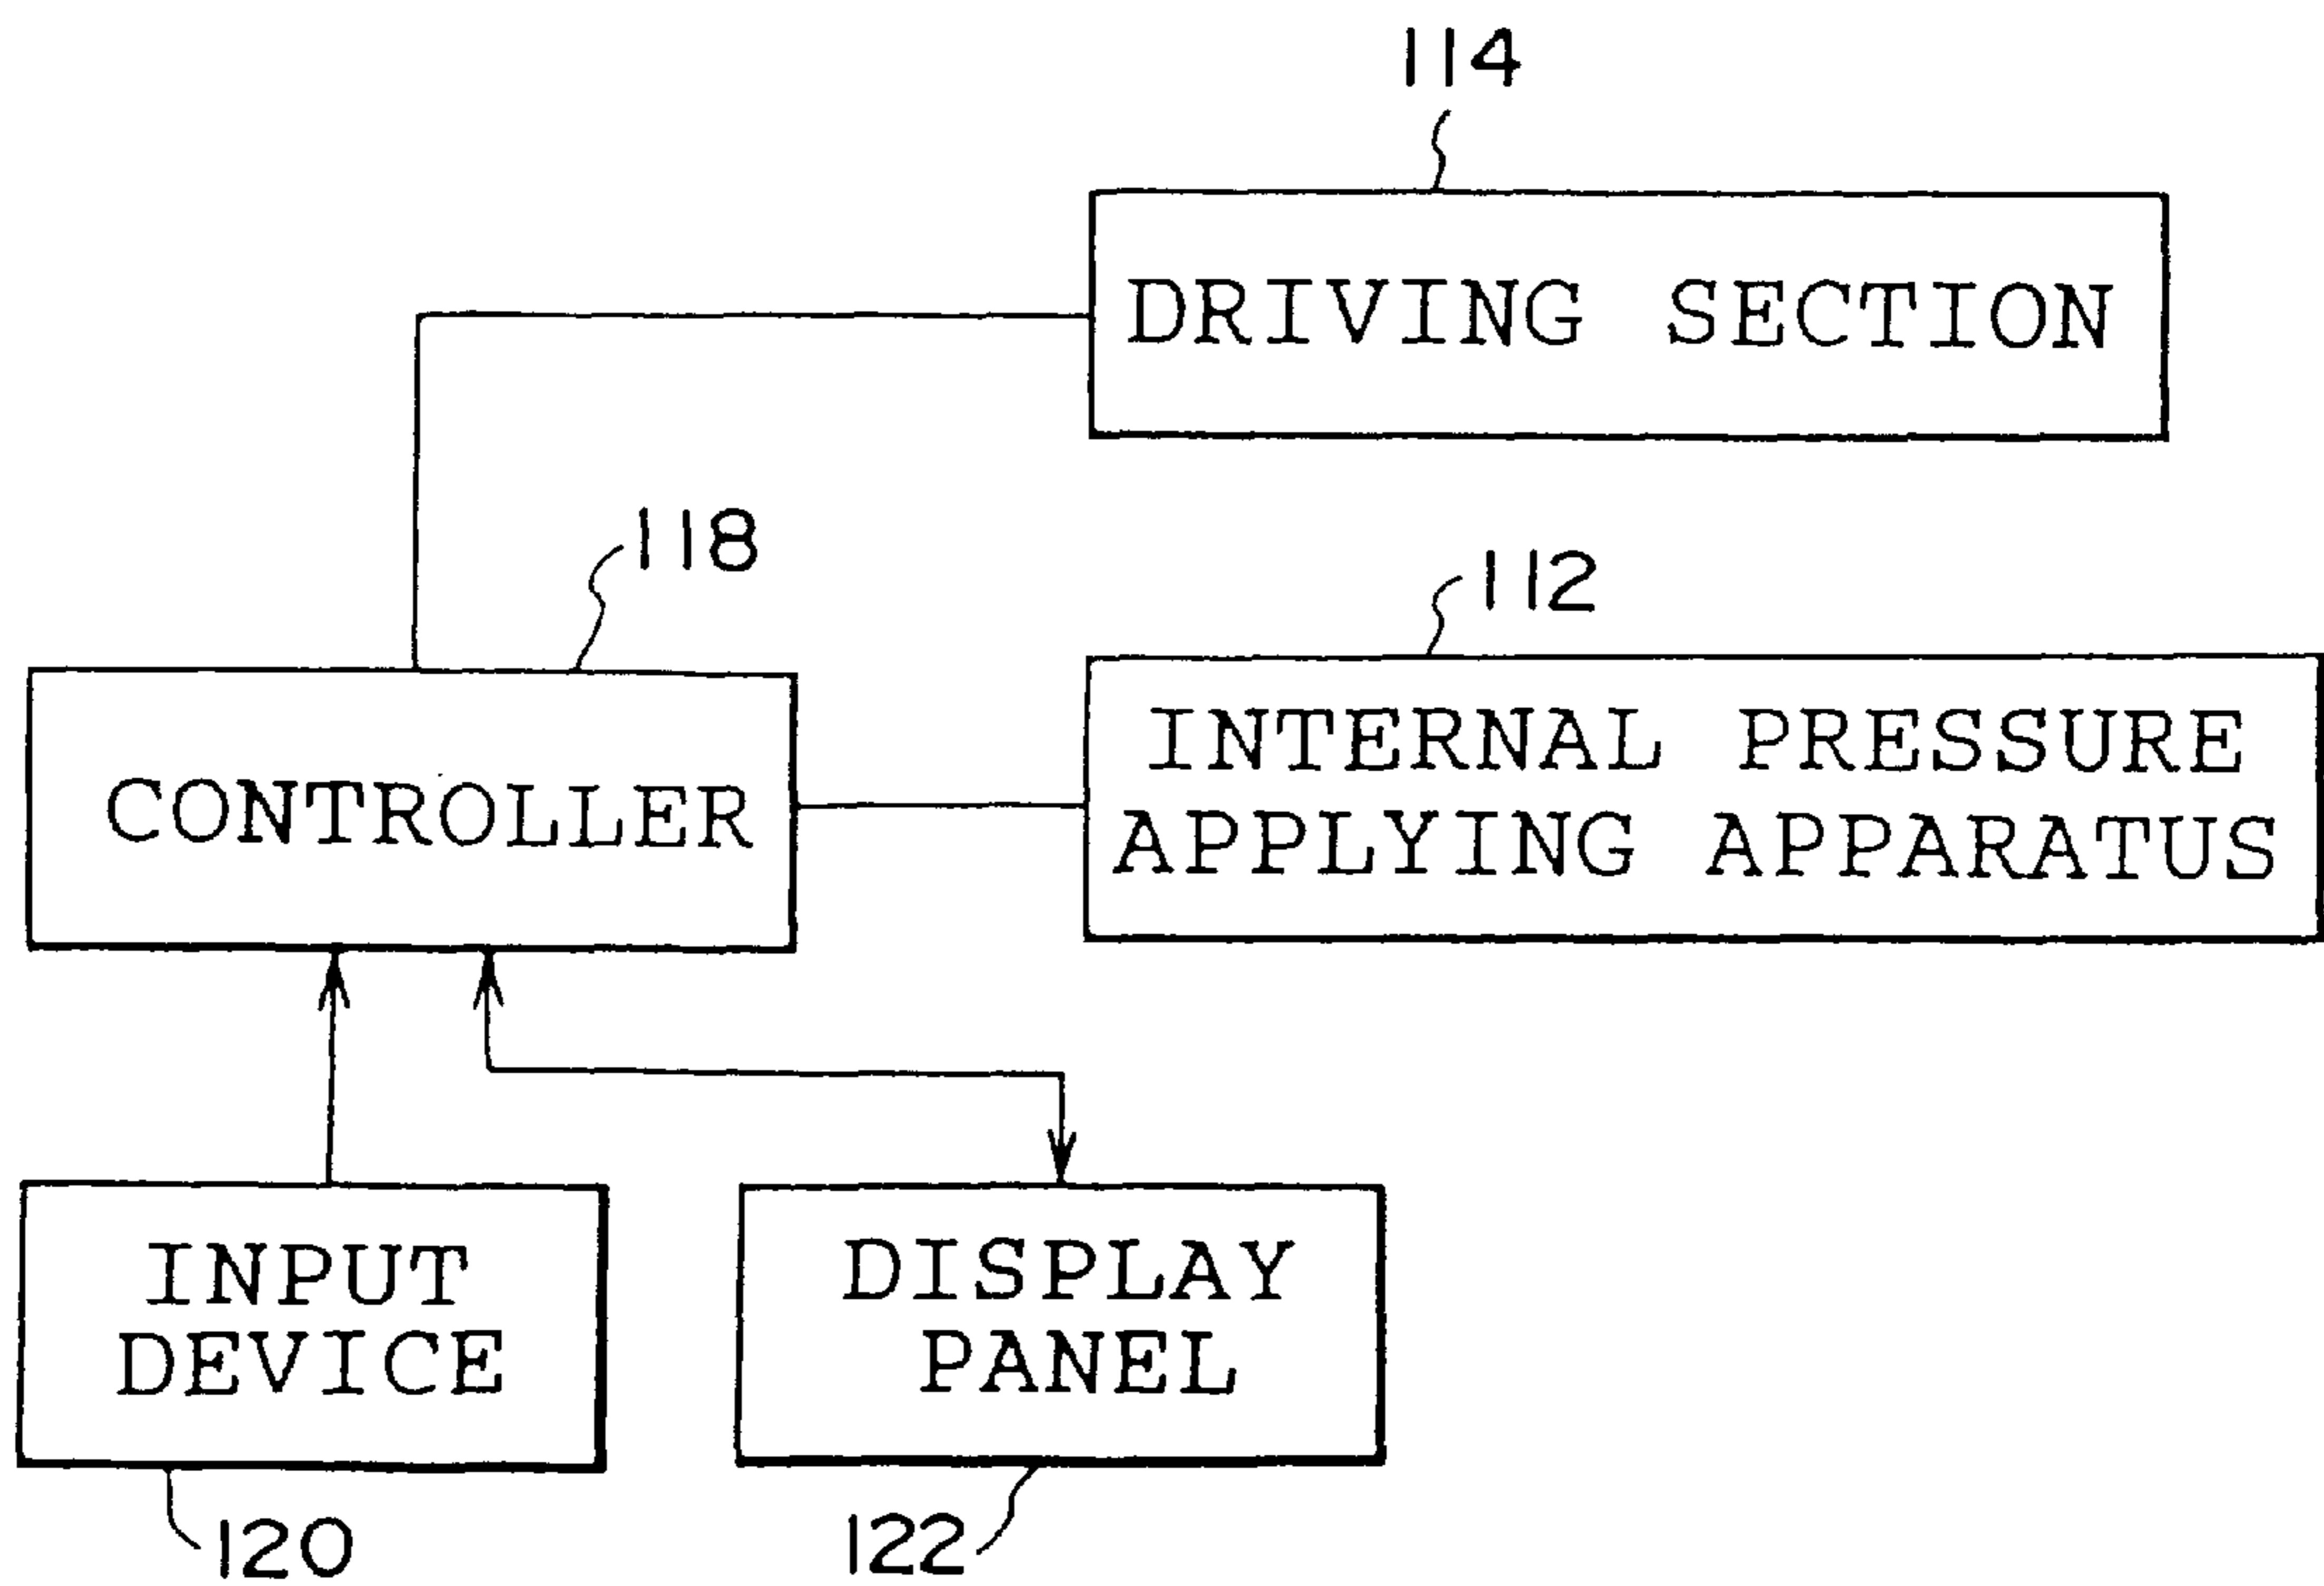 114
DRIVING SECTION
118
112
CONTROLLER
INTERNAL PRESSURE
APPLYING APPARATUS
INPUT
DEVICE
DISPLAY
PANEL
120
122